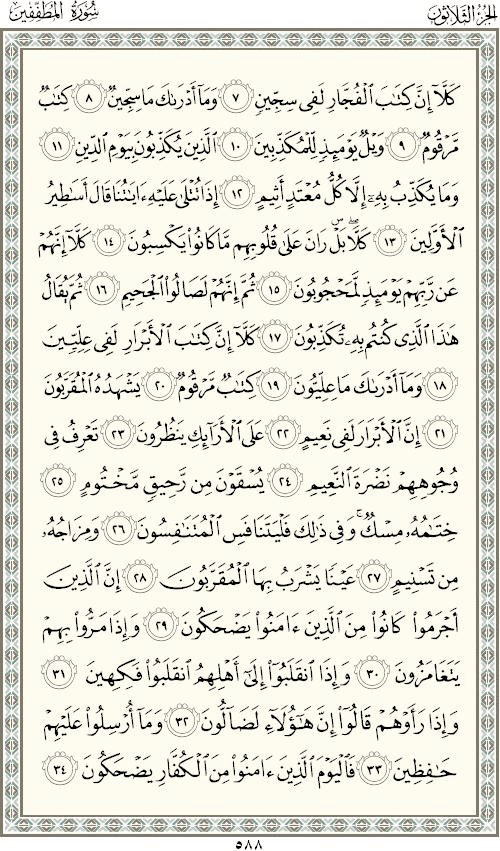 الجزء الثلاثون
سورة المطففين
كَلَّآ إِنَّ كِتَٰبَ ٱلْفُجَّارِ لَفِى سِجِّينٍ ٧ وَمَآ أَدْرَىٰكَ مَا سِجِّينٌ ٨ كِتَٰبٌ
مَّرْقُومٌ ٩ وَيْلٌ يَوْمَئِذٍ لِّلْمُكَذِّبِينَ ١٠ ٱلَّذِينَ يُكَذِّبُونَ بِيَوْمِ ٱلدِّينِ ١١
وَمَا يُكَذِّبُ بِهِۦٓ إِلَّا كُلُّ مُعْتَدٍ أَثِيمٍ ١٢ إِذَا تُتْلَىٰ عَلَيْهِ ءَايَٰتُنَا قَالَ أَسَٰطِيرُ
ٱلْأَوَّلِينَ ١٣ كَلَّا ۖ بَلْ ۜ رَانَ عَلَىٰ قُلُوبِهِم مَّا كَانُوا۟ يَكْسِبُونَ ١٤ كَلَّآ إِنَّهُمْ
عَن رَّبِّهِمْ يَوْمَئِذٍ لَّمَحْجُوبُونَ ١٥ ثُمَّ إِنَّهُمْ لَصَالُوا۟ ٱلْجَحِيمِ ١٦ ثُمَّ يُقَالُ
هَٰذَا ٱلَّذِى كُنتُم بِهِۦ تُكَذِّبُونَ ١٧ كَلَّآ إِنَّ كِتَٰبَ ٱلْأَبْرَارِ لَفِى عِلِّيِّينَ
١٨ وَمَآ أَدْرَىٰكَ مَا عِلِّيُّونَ ١٩ كِتَٰبٌ مَّرْقُومٌ ٢٠ يَشْهَدُهُ ٱلْمُقَرَّبُونَ
٢١ إِنَّ ٱلْأَبْرَارَ لَفِى نَعِيمٍ ٢٢ عَلَى ٱلْأَرَآئِكِ يَنظُرُونَ ٢٣ تَعْرِفُ فِى
وُجُوهِهِمْ نَضْرَةَ ٱلنَّعِيمِ ٢٤ يُسْقَوْنَ مِن رَّحِيقٍ مَّخْتُومٍ ٢٥
خِتَٰمُهُۥ مِسْكٌ ۚ وَفِى ذَٰلِكَ فَلْيَتَنَافَسِ ٱلْمُتَنَٰفِسُونَ ٢٦ وَمِزَاجُهُۥ
مِن تَسْنِيمٍ ٢٧ عَيْنًا يَشْرَبُ بِهَا ٱلْمُقَرَّبُونَ ٢٨ إِنَّ ٱلَّذِينَ
أَجْرَمُوا۟ كَانُوا۟ مِنَ ٱلَّذِينَ ءَامَنُوا۟ يَضْحَكُونَ ٢٩ وَإِذَا مَرُّوا۟ بِهِمْ
يَتَغَامَزُونَ ٣٠ وَإِذَا ٱنقَلَبُوٓا۟ إِلَىٰٓ أَهْلِهِمُ ٱنقَلَبُوا۟ فَكِهِينَ ٣١
وَإِذَا رَأَوْهُمْ قَالُوٓا۟ إِنَّ هَٰٓؤُلَآءِ لَضَآلُّونَ ٣٢ وَمَآ أُرْسِلُوا۟ عَلَيْهِمْ
حَٰفِظِينَ ٣٣ فَٱلْيَوْمَ ٱلَّذِينَ ءَامَنُوا۟ مِنَ ٱلْكُفَّارِ يَضْحَكُونَ ٣٤
٥٨٨